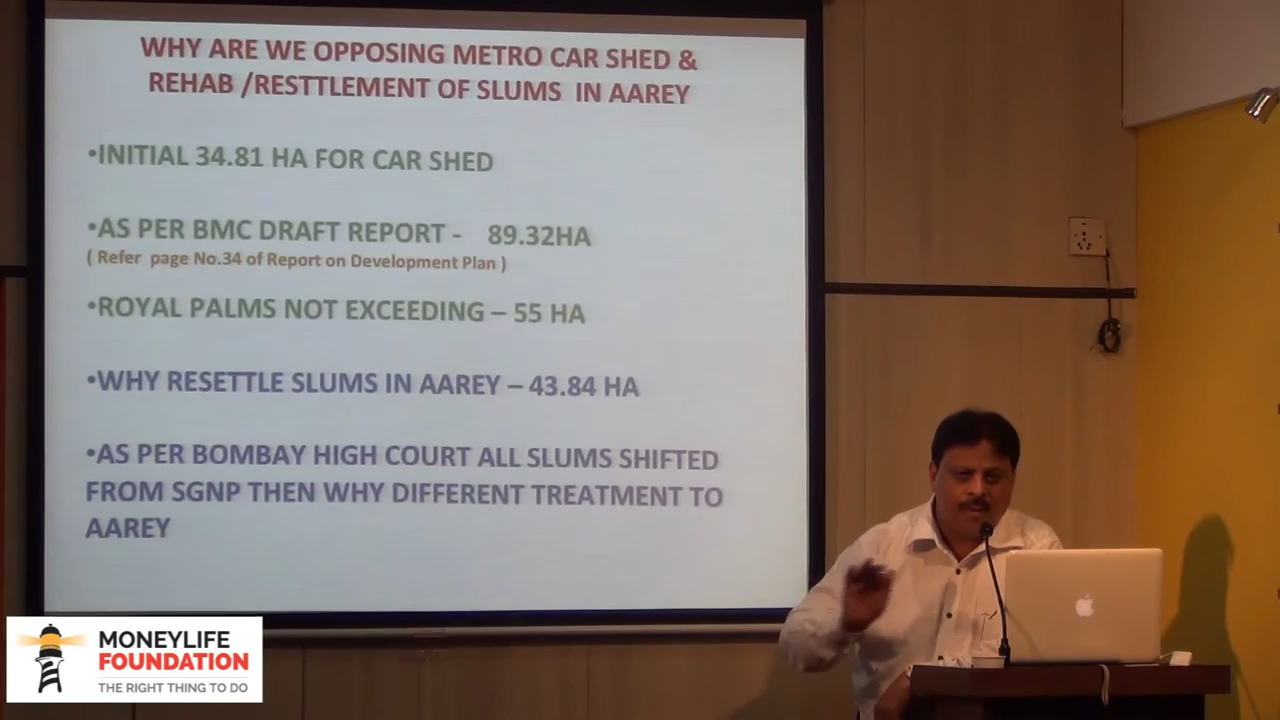 WHY ARE WE OPPOSING METRO CAR SHED &
REHAB /RESTTLEMENT OF SLUMS IN AAREY
•INITIAL 34.81 HA FOR CAR SHED
•AS PER BMC DRAFT REPORT - 89.32HA
( Refer page No.34 of Report on Development Plan )
•ROYAL PALMS NOT EXCEEDING – 55 HA
•WHY RESETTLE SLUMS IN AAREY – 43.84 HA
•AS PER BOMBAY HIGH COURT ALL SLUMS SHIFTED
FROM SGNP THEN WHY DIFFERENT TREATMENT TO
AAREY
MONEYLIFE
FOUNDATION
THE RIGHT THING TO DO